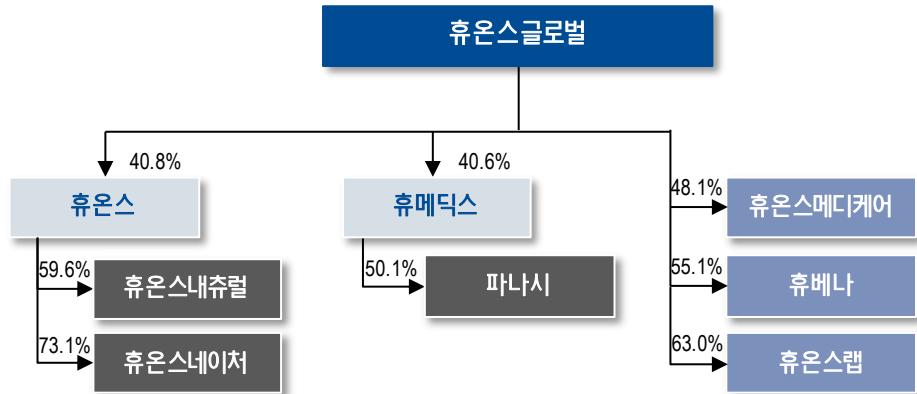 휴온스글로벌
40.8%
40.6%
휴온스
휴메딕스
48.1%
휴온스메디케어
59.6%
휴온스내츄럴
50.1%
파나시
55.1%
휴베나
73.1%
휴온스네이처
63.0%
휴온스랩